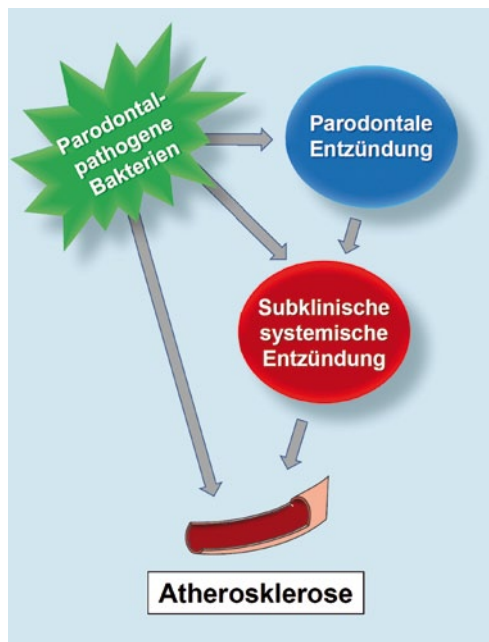 Parodontal-
pathogene
Bakterien
Parodontale
Entzündung
Subklinische
systemische
Entzündung
Atherosklerose